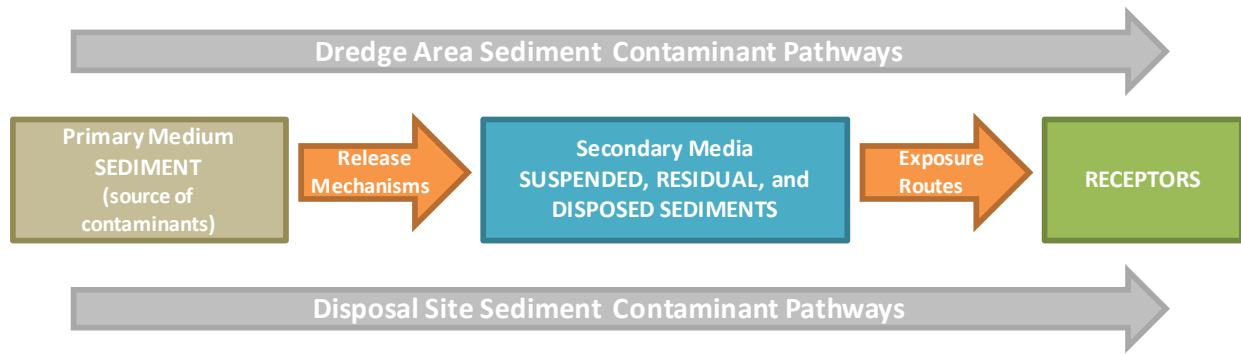 Dredge Area Sediment Contaminant Pathways
Primary Medium
SEDIMENT
(source of
contaminants)
Release
Mechanisms
Secondary Media
SUSPENDED, RESIDUAL, and
DISPOSED SEDIMENTS
Exposure
Routes
RECEPTORS
Disposal Site Sediment Contaminant Pathways